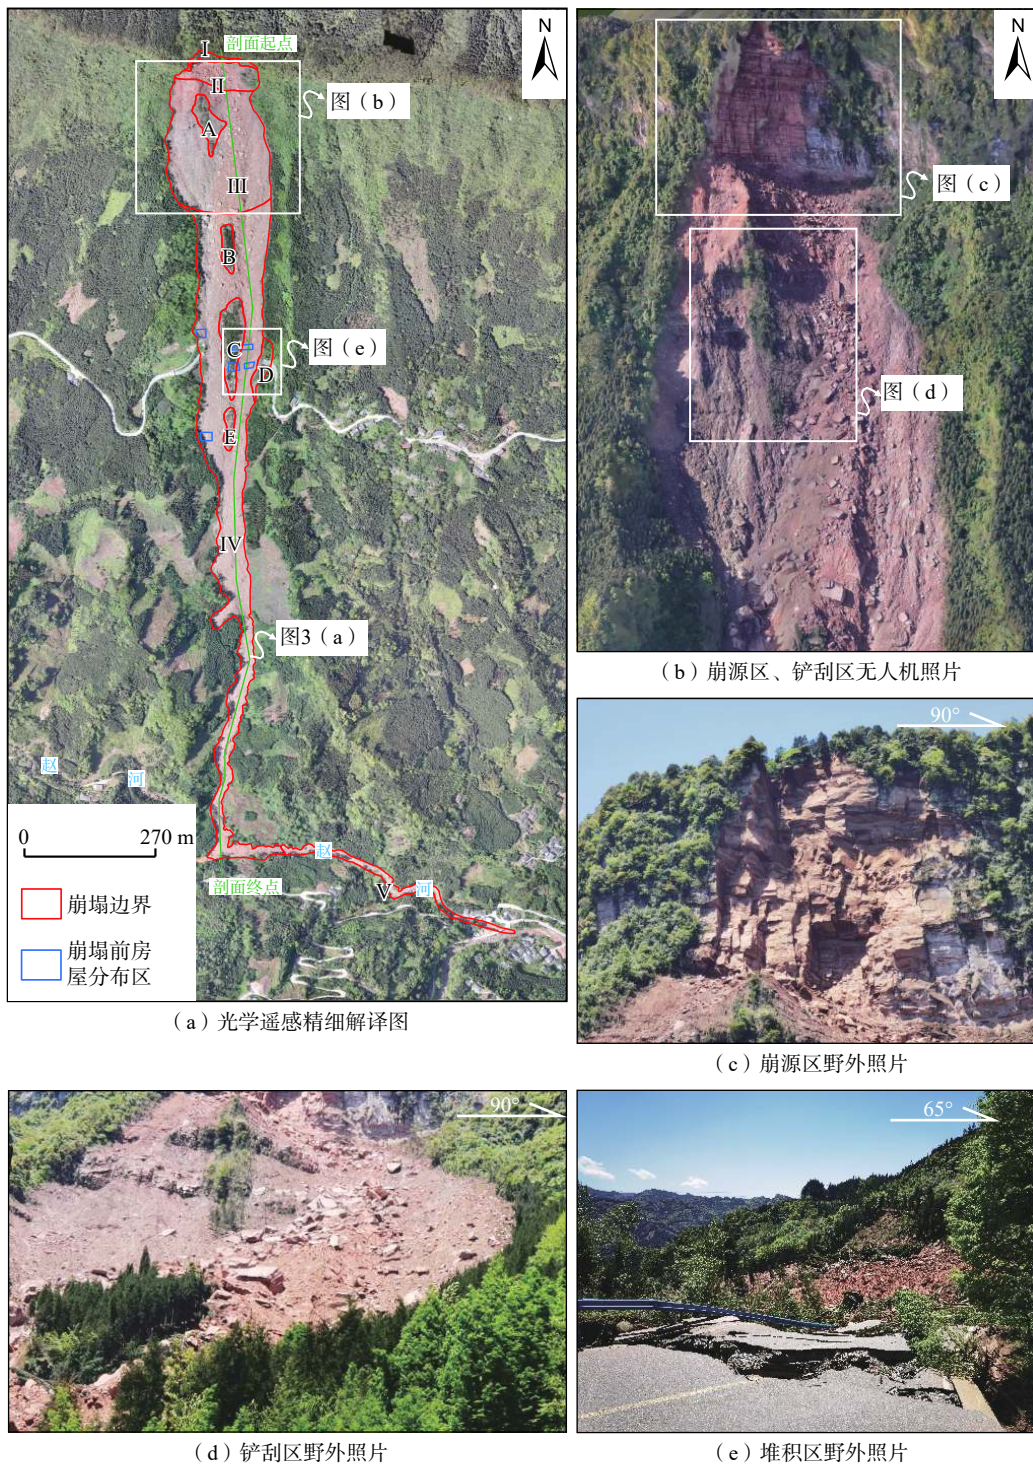 N
I
剖面起点
II
图（b）
A
III
B
C
图（e）
D
E
IV
图3（a）
赵
河
0
270 m
崩塌边界
崩塌前房
屋分布区
赵
河
V
剖面终点
（a）光学遥感精细解译图
N
图（c）
图（d）
（b）崩源区、铲刮区无人机照片
90°
（c）崩源区野外照片
90°
（d）铲刮区野外照片
65°
（e）堆积区野外照片